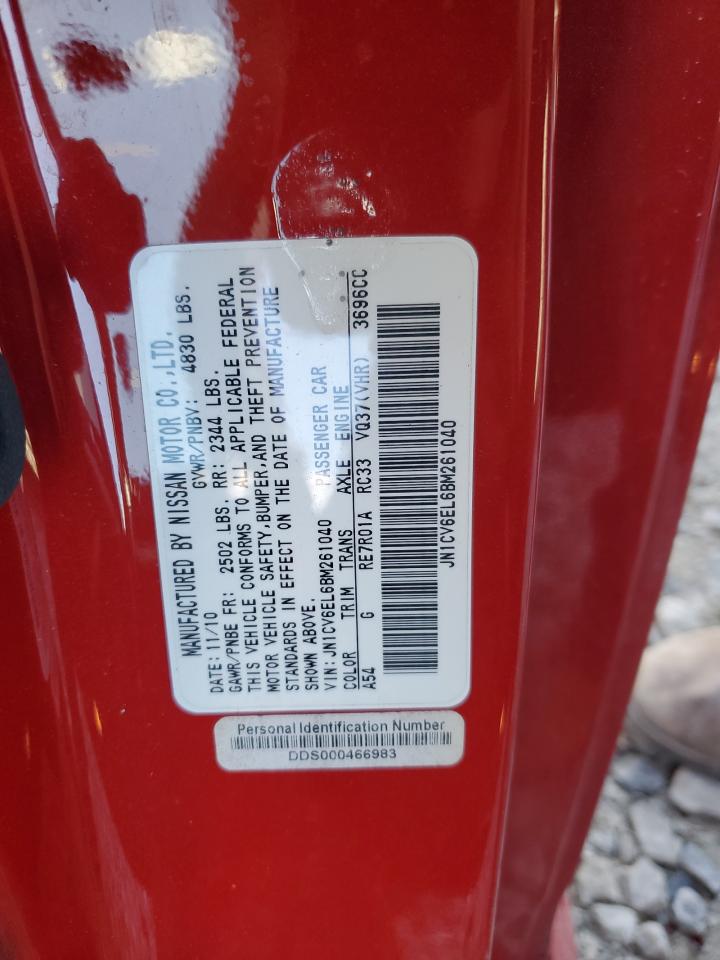 MANUFACTURED BY NISSAN MOTOR CO.,LTD.
DATE: 11/10 GVWR/PNBV: 4830 LBS.
GAWR/PNBE FR: 2502 LBS. RR: 2344 LBS.
THIS VEHICLE CONFORMS TO ALL APPLICABLE FEDERAL
MOTOR VEHICLE SAFETY,BUMPER,AND THEFT PREVENTION
STANDARDS IN EFFECT ON THE DATE OF MANUFACTURE
SHOWN ABOVE.
VIN: JN1CV6EL6BM261040 PASSENGER CAR
COLOR TRIM TRANS AXLE ENGINE
A54 G RE7R01A RC33 VQ37(VHR) 3696CC
JN1CV6EL6BM261040
Personal Identification Number
DDS000466983